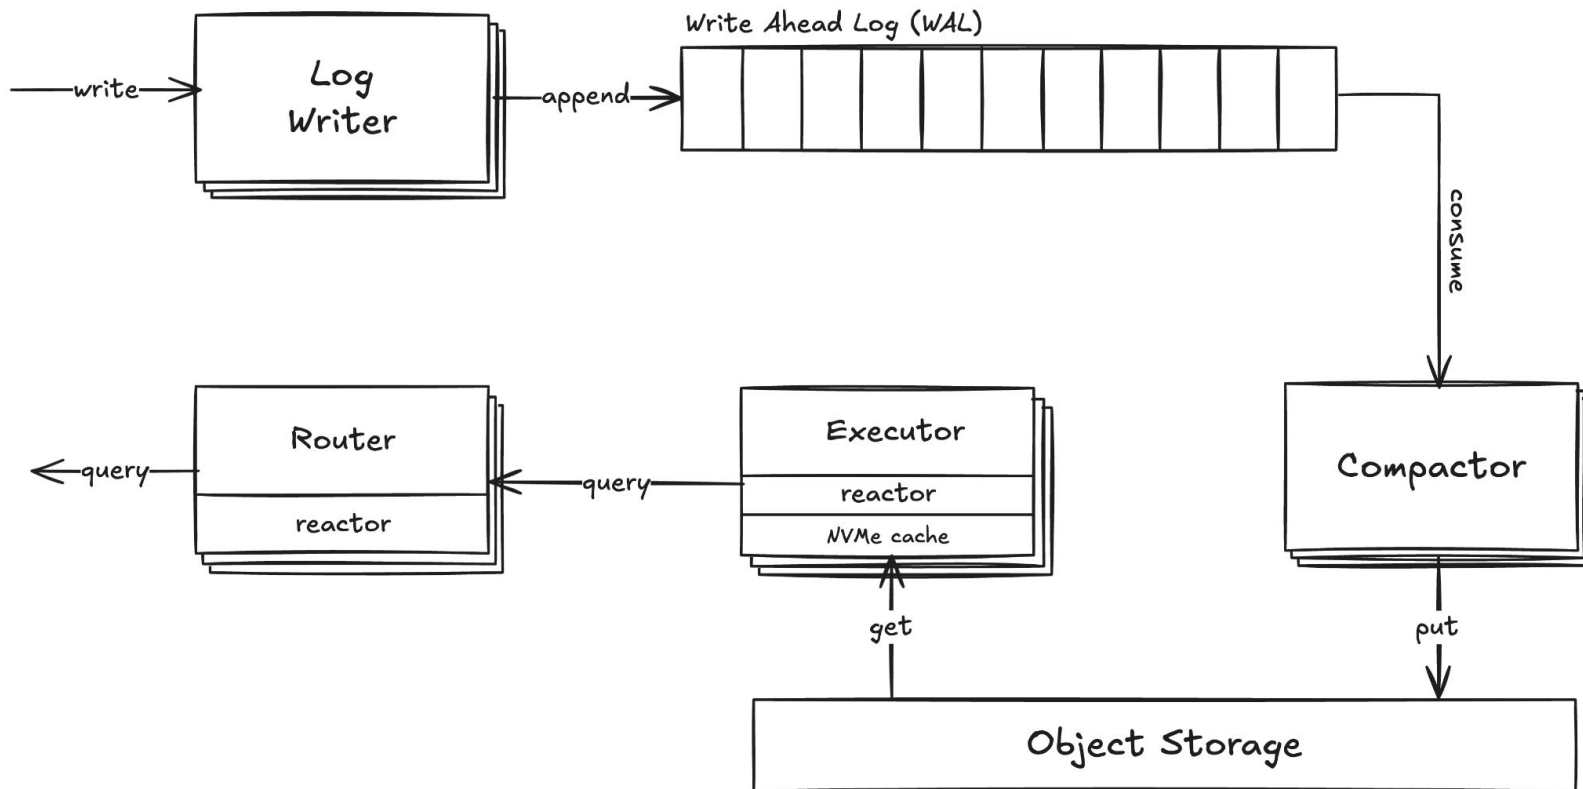 Write Ahead Log (WAL)
write
Log
Writer
append
consume
query
Router
reactor
query
Executor
reactor
NVMe cache
Compactor
get
put
Object Storage